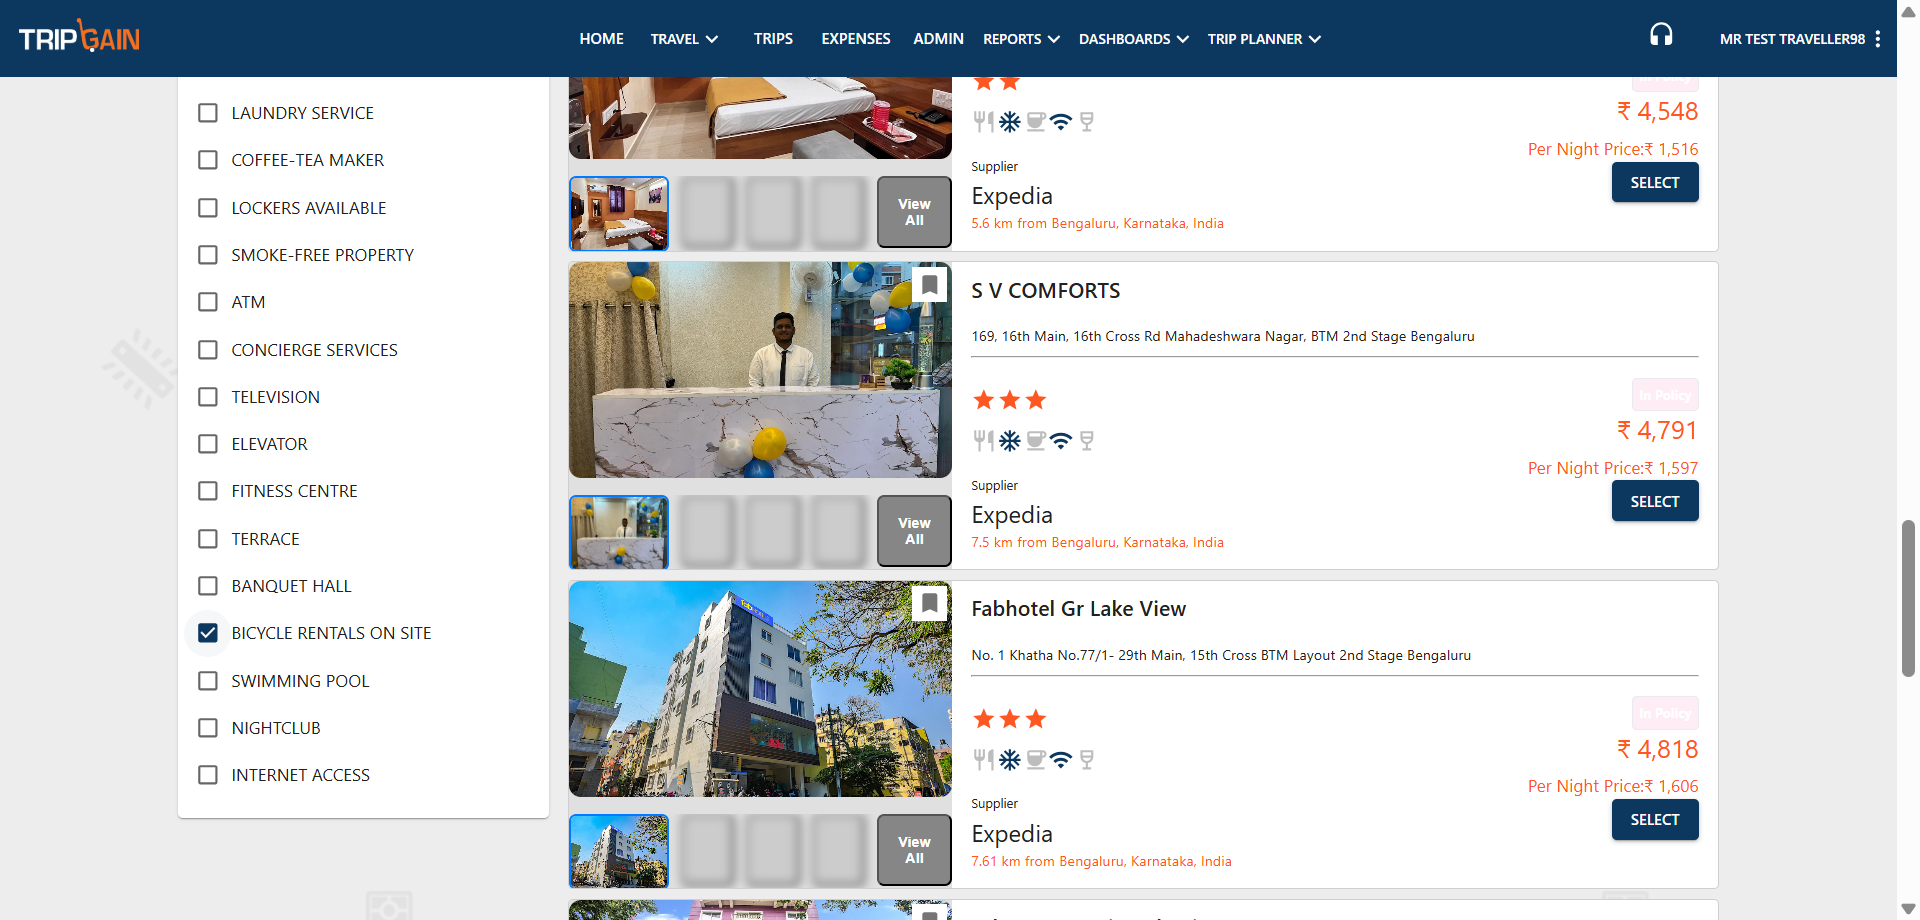 TRIPGAIN
HOME
TRAVEL
TRIPS
EXPENSES
ADMIN
REPORTS
DASHBOARDS
TRIP PLANNER
MR TEST TRAVELLER98
LAUNDRY SERVICE
COFFEE-TEA MAKER
LOCKERS AVAILABLE
SMOKE-FREE PROPERTY
ATM
CONCIERGE SERVICES
TELEVISION
ELEVATOR
FITNESS CENTRE
TERRACE
BANQUET HALL
BICYCLE RENTALS ON SITE
SWIMMING POOL
NIGHTCLUB
INTERNET ACCESS
₹ 4,548
Per Night Price:₹ 1,516
Supplier
Expedia
5.6 km from Bengaluru, Karnataka, India
SELECT
View
All
S V COMFORTS
169, 16th Main, 16th Cross Rd Mahadeshwara Nagar, BTM 2nd Stage Bengaluru
In Policy
₹ 4,791
Per Night Price:₹ 1,597
Supplier
Expedia
7.5 km from Bengaluru, Karnataka, India
SELECT
View
All
Fabhotel Gr Lake View
No. 1 Khatha No.77/1- 29th Main, 15th Cross BTM Layout 2nd Stage Bengaluru
In Policy
₹ 4,818
Per Night Price:₹ 1,606
Supplier
Expedia
7.61 km from Bengaluru, Karnataka, India
SELECT
View
All